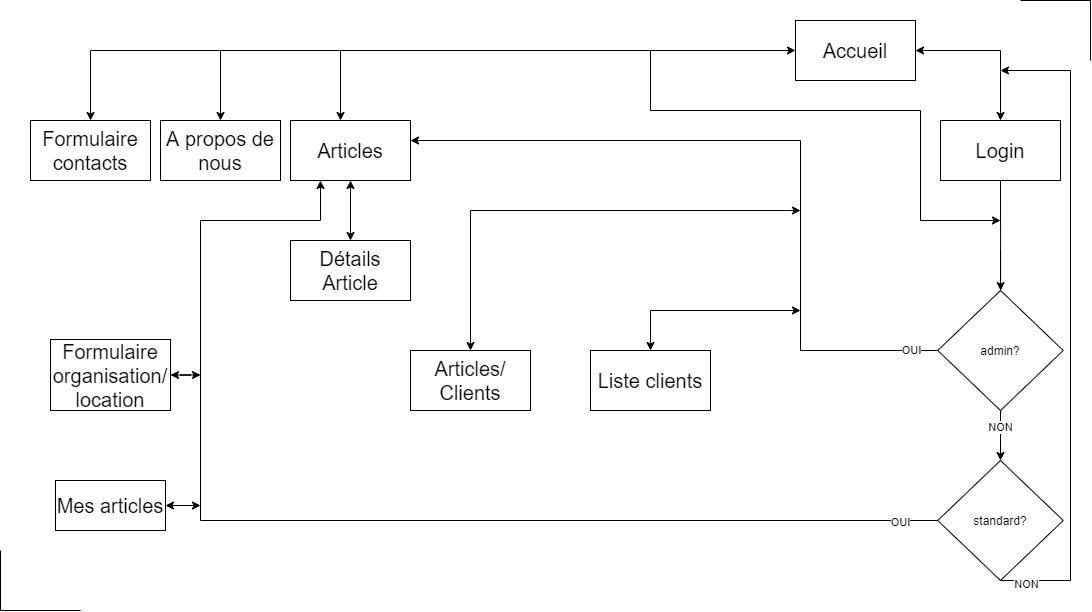 Accueil
Formulaire
contacts
A propos de
nous
Articles
Login
Détails
Article
Formulaire
organisation/
location
Articles/
Clients
Liste clients
OUI
admin?
NON
Mes articles
OUI
standard?
NON